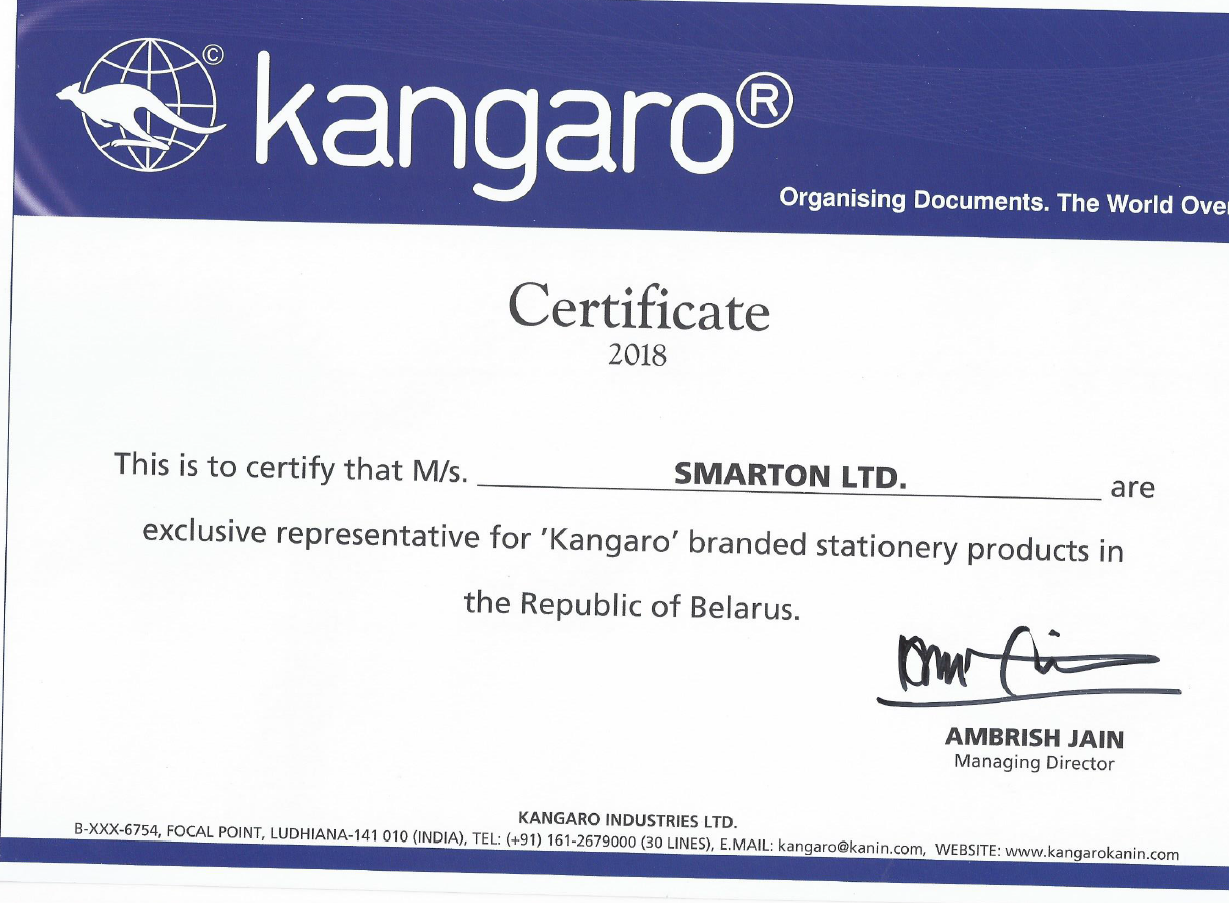 © kangaro®
Organising Documents. The World Over
Certificate
2018
This is to certify that M/s. SMARTON LTD. are
exclusive representative for 'Kangaro' branded stationery products in
the Republic of Belarus.
AMBRISH JAIN
Managing Director
KANGARO INDUSTRIES LTD.
B-XXX-6754, FOCAL POINT, LUDHIANA-141 010 (INDIA), TEL: (+91) 161-2679000 (30 LINES), E.MAIL: kangaro@kanin.com, WEBSITE: www.kangarokanin.com